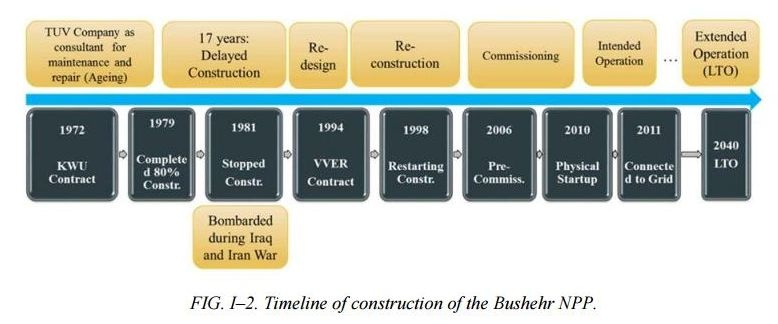 TUV Company as
consultant for
maintenance and
repair (Ageing)
17 years:
Delayed
Construction
Re-
design
Re-
construction
Commissioning
Intended
Operation
...
Extended
Operation
(LTO)
1972
KWU
Contract
1979
Complete
d 80%
Constr.
1981
Stopped
Constr.
1994
VVER
Contract
1998
Restarting
Constr.
2006
Pre-
Commiss.
2010
Physical
Startup
2011
Connecte
d to Grid
2040
LTO
Bombarded
during Iraq
and Iran War
FIG. I–2. Timeline of construction of the Bushehr NPP.